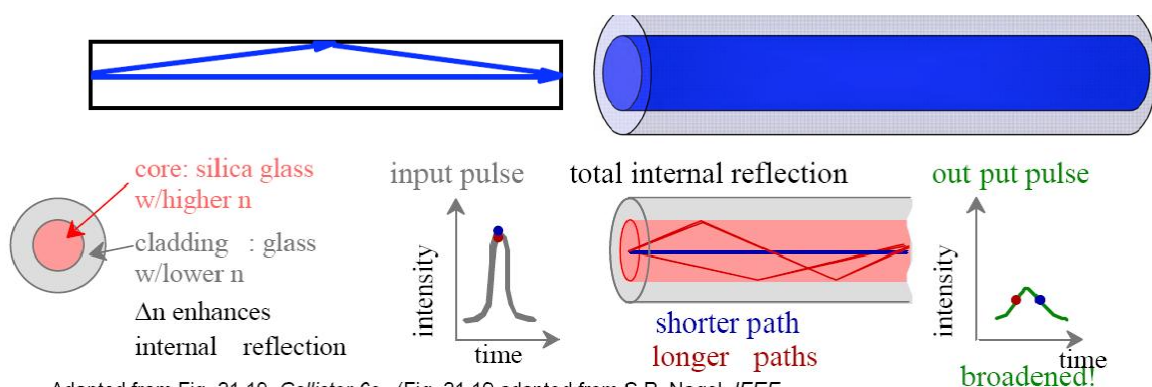 core: silica glass
w/higher n
cladding : glass
w/lower n
Δn enhances
internal reflection
input pulse
intensity
time
total internal reflection
shorter path
longer paths
out put pulse
intensity
time
broadened!